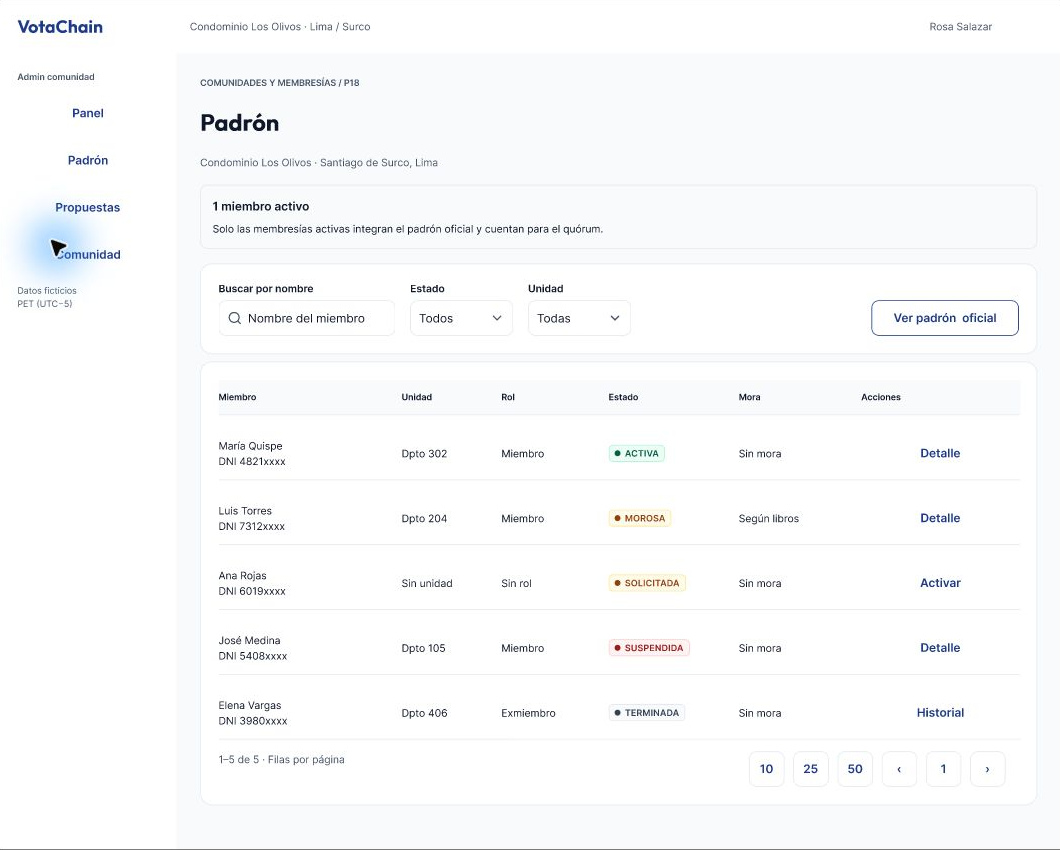 VotaChain
Condominio Los Olivos · Lima / Surco
Rosa Salazar
Admin comunidad
Panel
Padrón
Propuestas
Comunidad
Datos ficticios
PET (UTC−5)
COMUNIDADES Y MEMBRESÍAS / P18
Padrón
Condominio Los Olivos · Santiago de Surco, Lima
1 miembro activo
Solo las membresías activas integran el padrón oficial y cuentan para el quórum.
Buscar por nombre
Estado
Unidad
Nombre del miembro
Todos
Todas
Ver padrón oficial
Miembro Unidad Rol Estado Mora Acciones
María Quispe
DNI 4821xxxx
Dpto 302 Miembro ACTIVA Sin mora Detalle
Luis Torres
DNI 7312xxxx
Dpto 204 Miembro MOROSA Según libros Detalle
Ana Rojas
DNI 6019xxxx
Sin unidad Sin rol SOLICITADA Sin mora Activar
José Medina
DNI 5408xxxx
Dpto 105 Miembro SUSPENDIDA Sin mora Detalle
Elena Vargas
DNI 3980xxxx
Dpto 406 Exmiembro TERMINADA Sin mora Historial
1–5 de 5 · Filas por página
10 25 50 ‹ 1 ›